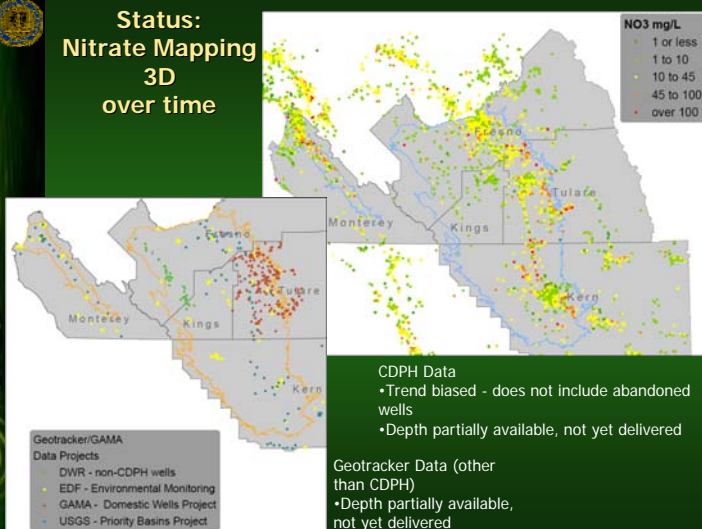 Status:
Nitrate Mapping
3D
over time
NO3 mg/L
1 or less
1 to 10
10 to 45
45 to 100
over 100
Fresno
Tulare
Monterey
Kings
Kern
Fresno
Tulare
Monterey
Kings
Kern
Geotracker/GAMA
Data Projects
DWR - non-CDPH wells
EDF - Environmental Monitoring
GAMA - Domestic Wells Project
USGS - Priority Basins Project
CDPH Data
•Trend biased - does not include abandoned
wells
•Depth partially available, not yet delivered
Geotracker Data (other
than CDPH)
•Depth partially available,
not yet delivered